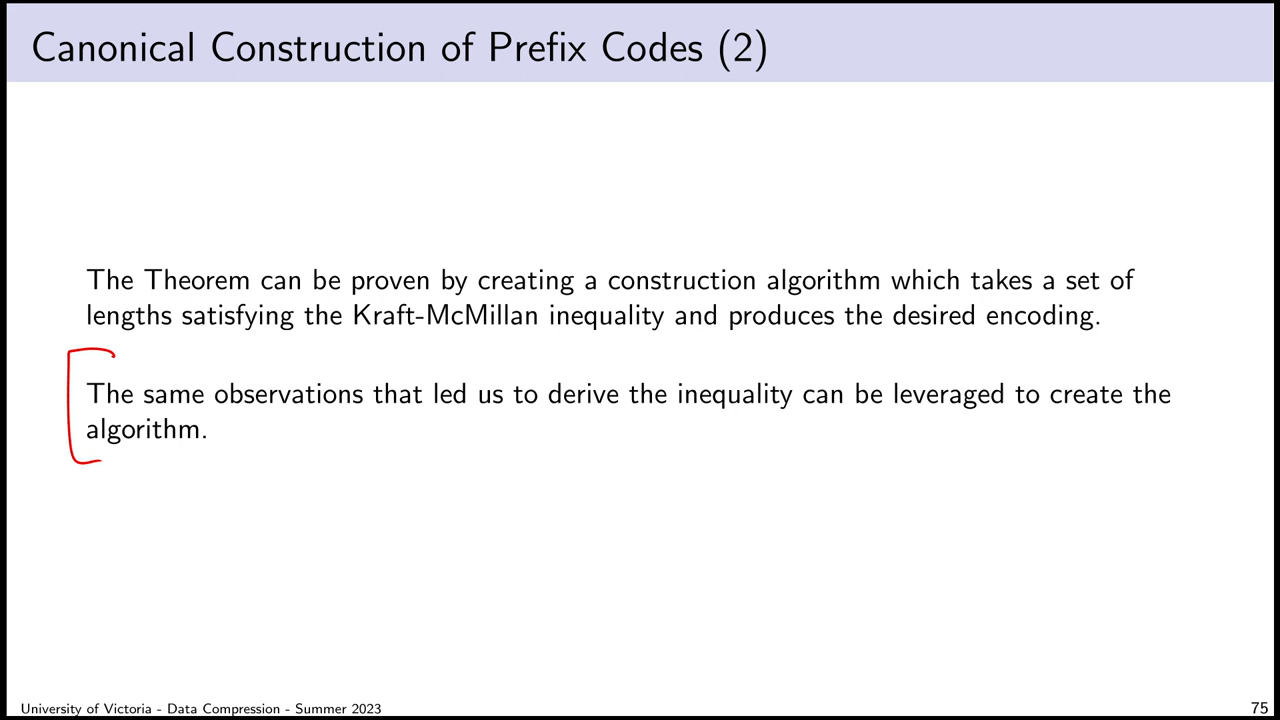 Canonical Construction of Prefix Codes (2)
The Theorem can be proven by creating a construction algorithm which takes a set of
lengths satisfying the Kraft-McMillan inequality and produces the desired encoding.
The same observations that led us to derive the inequality can be leveraged to create the
algorithm.
University of Victoria - Data Compression - Summer 2023
75